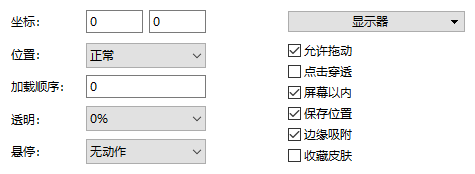 坐标： 0 0
位置： 正常
加载顺序： 0
透明： 0%
悬停： 无动作
显示器
允许拖动
点击穿透
屏幕以内
保存位置
边缘吸附
收藏皮肤